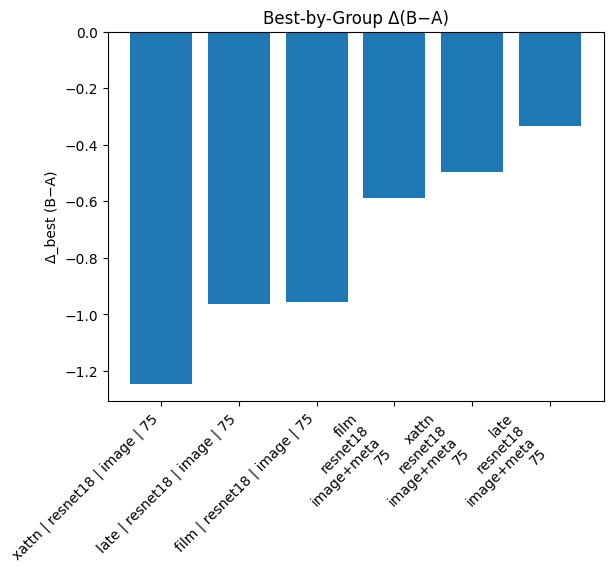 Best-by-Group Δ(B−A)
Δ_best (B−A)
0.0
−0.2
−0.4
−0.6
−0.8
−1.0
−1.2
xattn | resnet18 | image | 75
late | resnet18 | image | 75
film | resnet18 | image | 75
film
resnet18
image+meta
75
xattn
resnet18
image+meta
75
late
resnet18
image+meta
75